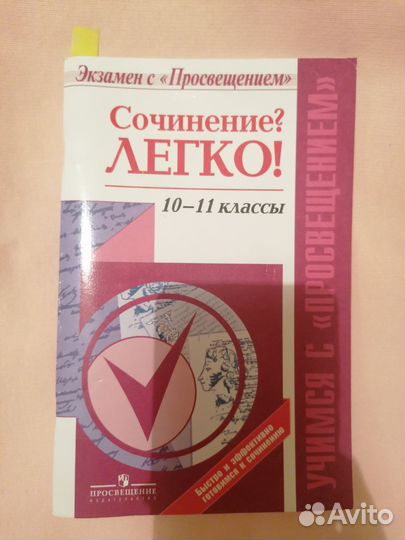 Экзамен с «Просвещением»
Сочинение?
ЛЕГКО!
10–11 классы
УЧИМСЯ С «ПРОСВЕЩЕНИЕМ»
Быстро и эффективно
готовимся к сочинению
ПРОСВЕЩЕНИЕ
ИЗДАТЕЛЬСТВО
Avito